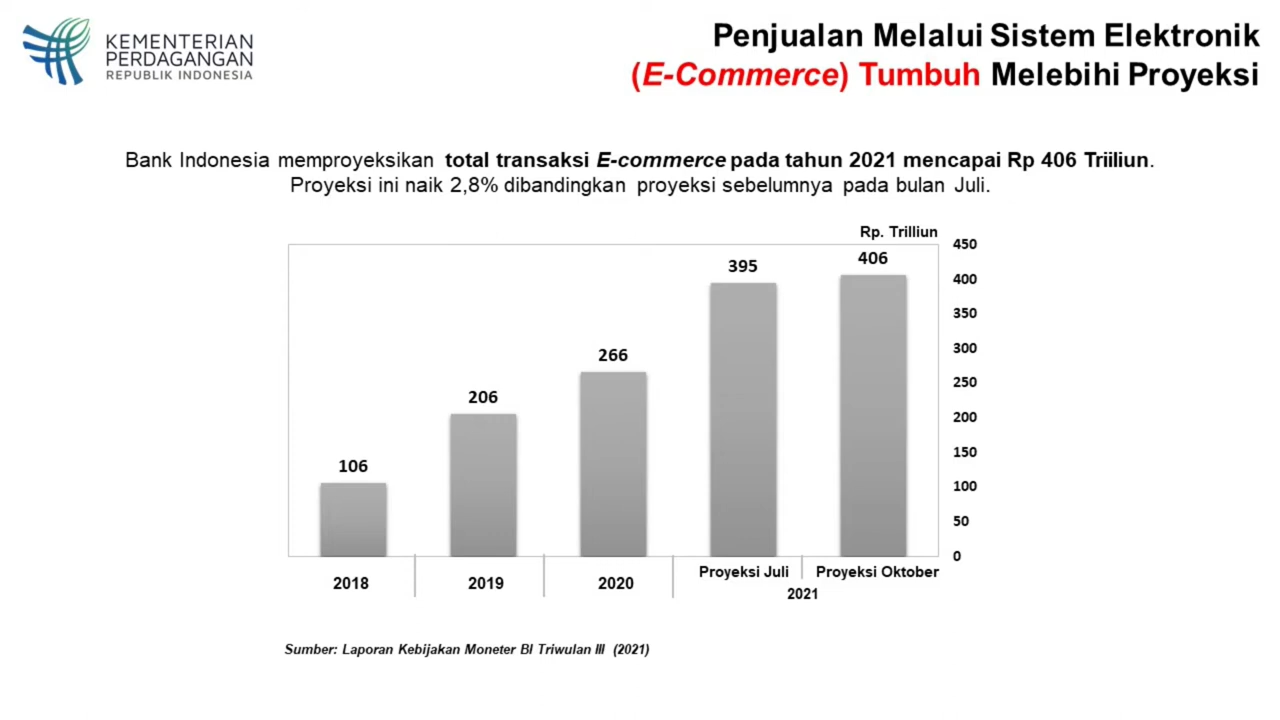 KEMENTERIAN
PERDAGANGAN
REPUBLIK INDONESIA
Penjualan Melalui Sistem Elektronik
(E-Commerce) Tumbuh Melebihi Proyeksi
Bank Indonesia memproyeksikan total transaksi E-commerce pada tahun 2021 mencapai Rp 406 Triiliun.
Proyeksi ini naik 2,8% dibandingkan proyeksi sebelumnya pada bulan Juli.
Rp. Trilliun
450
400
350
300
250
200
150
100
50
0
106
206
266
395
406
2018
2019
2020
Proyeksi Juli
Proyeksi Oktober
2021
Sumber: Laporan Kebijakan Moneter BI Triwulan III (2021)